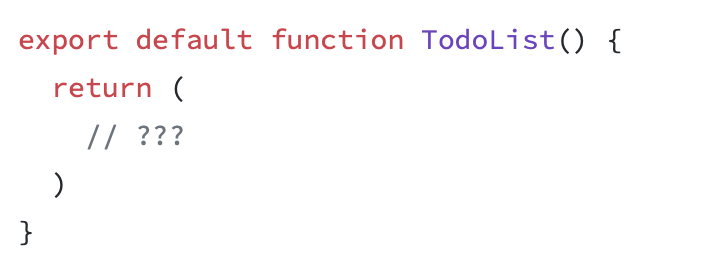 export default function TodoList() {
  return (
    // ???
  )
}